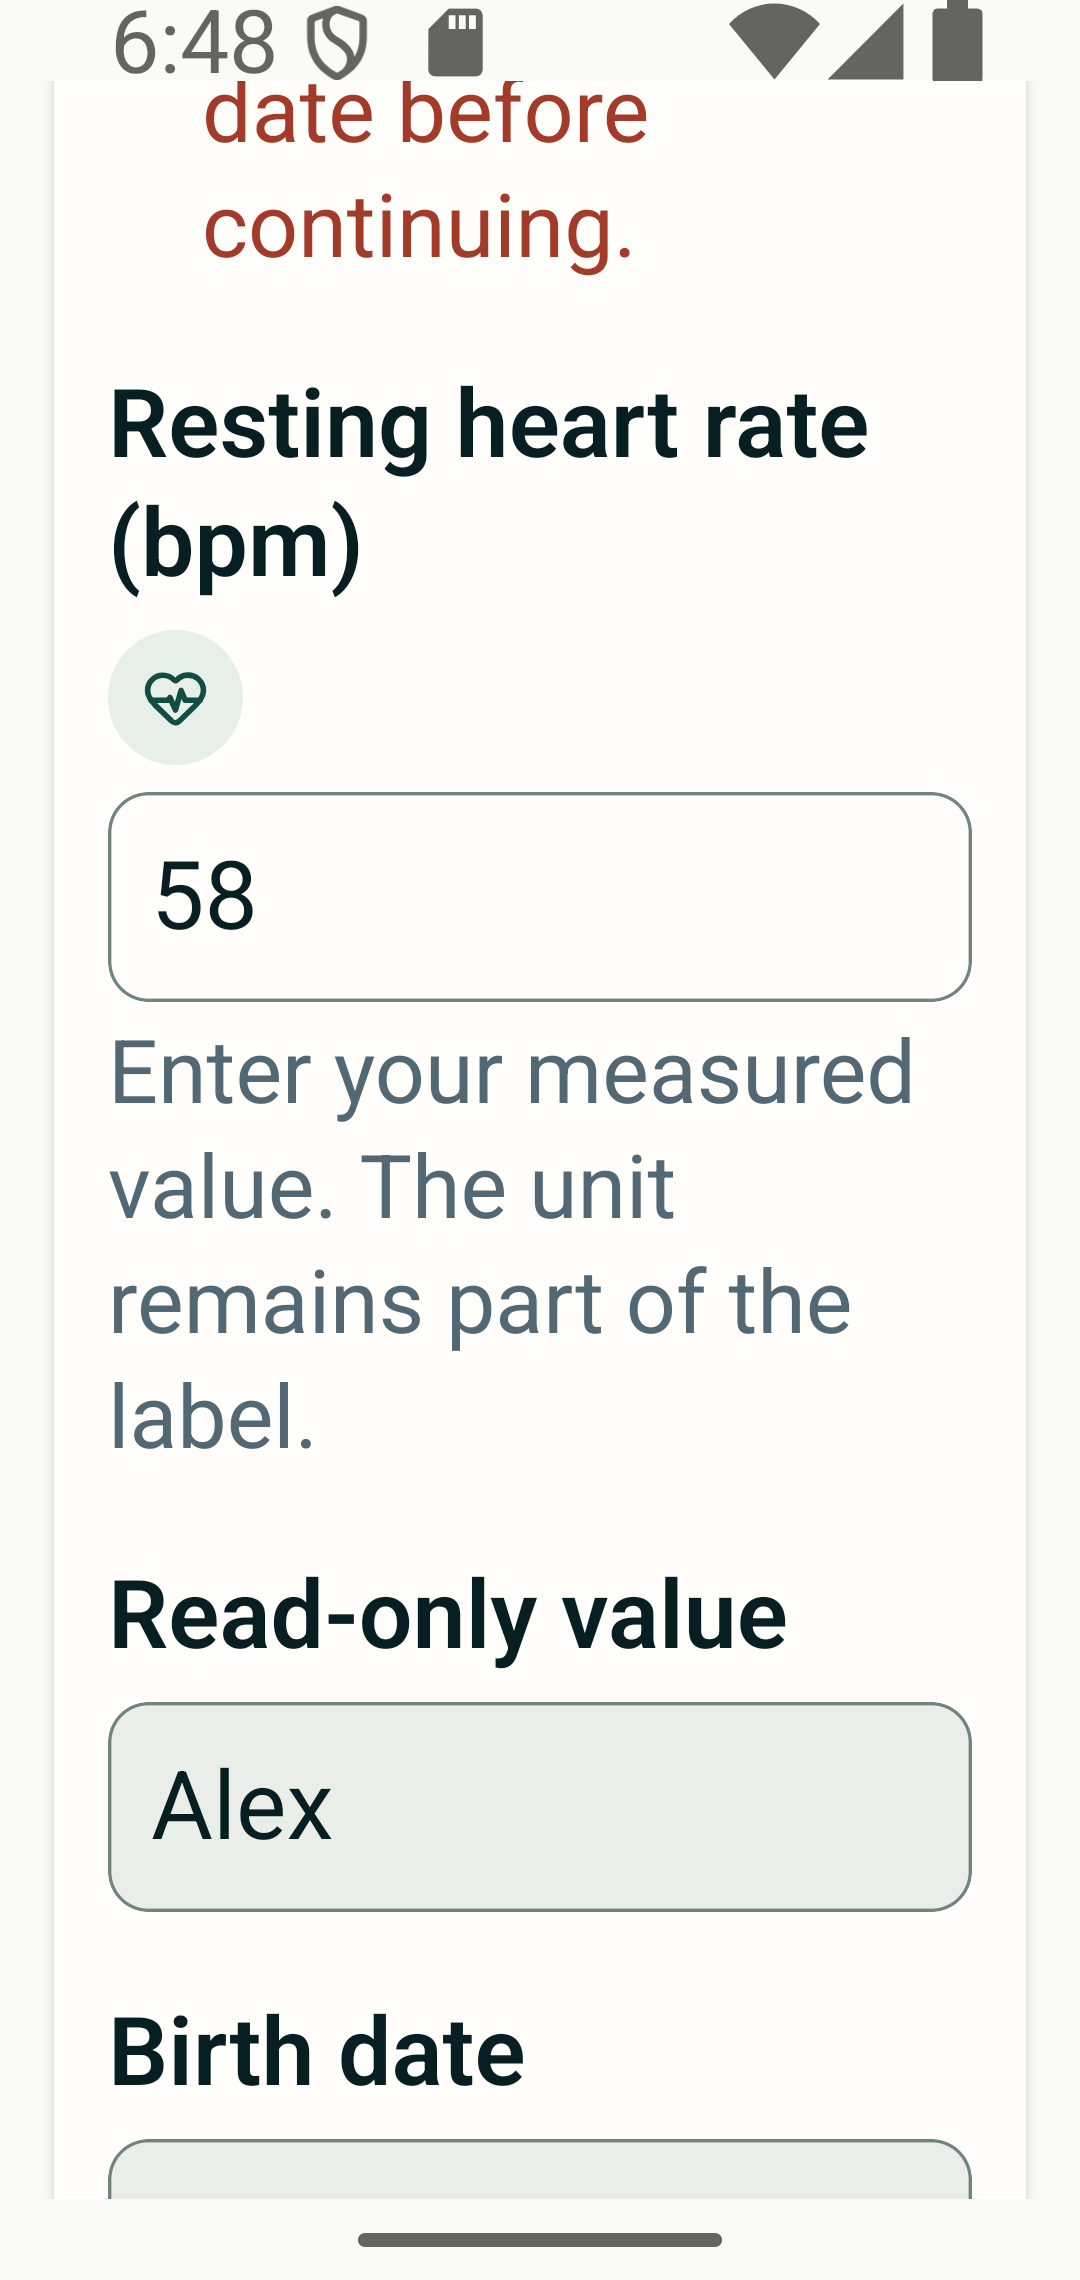 6:48
date before
continuing.
Resting heart rate
(bpm)
58
Enter your measured
value. The unit
remains part of the
label.
Read-only value
Alex
Birth date